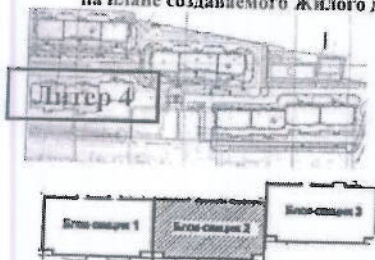 на плане создаваемого Жилого д
Литер 4
Блок-секция 1
Блок-секция 2
Блок-секция 3